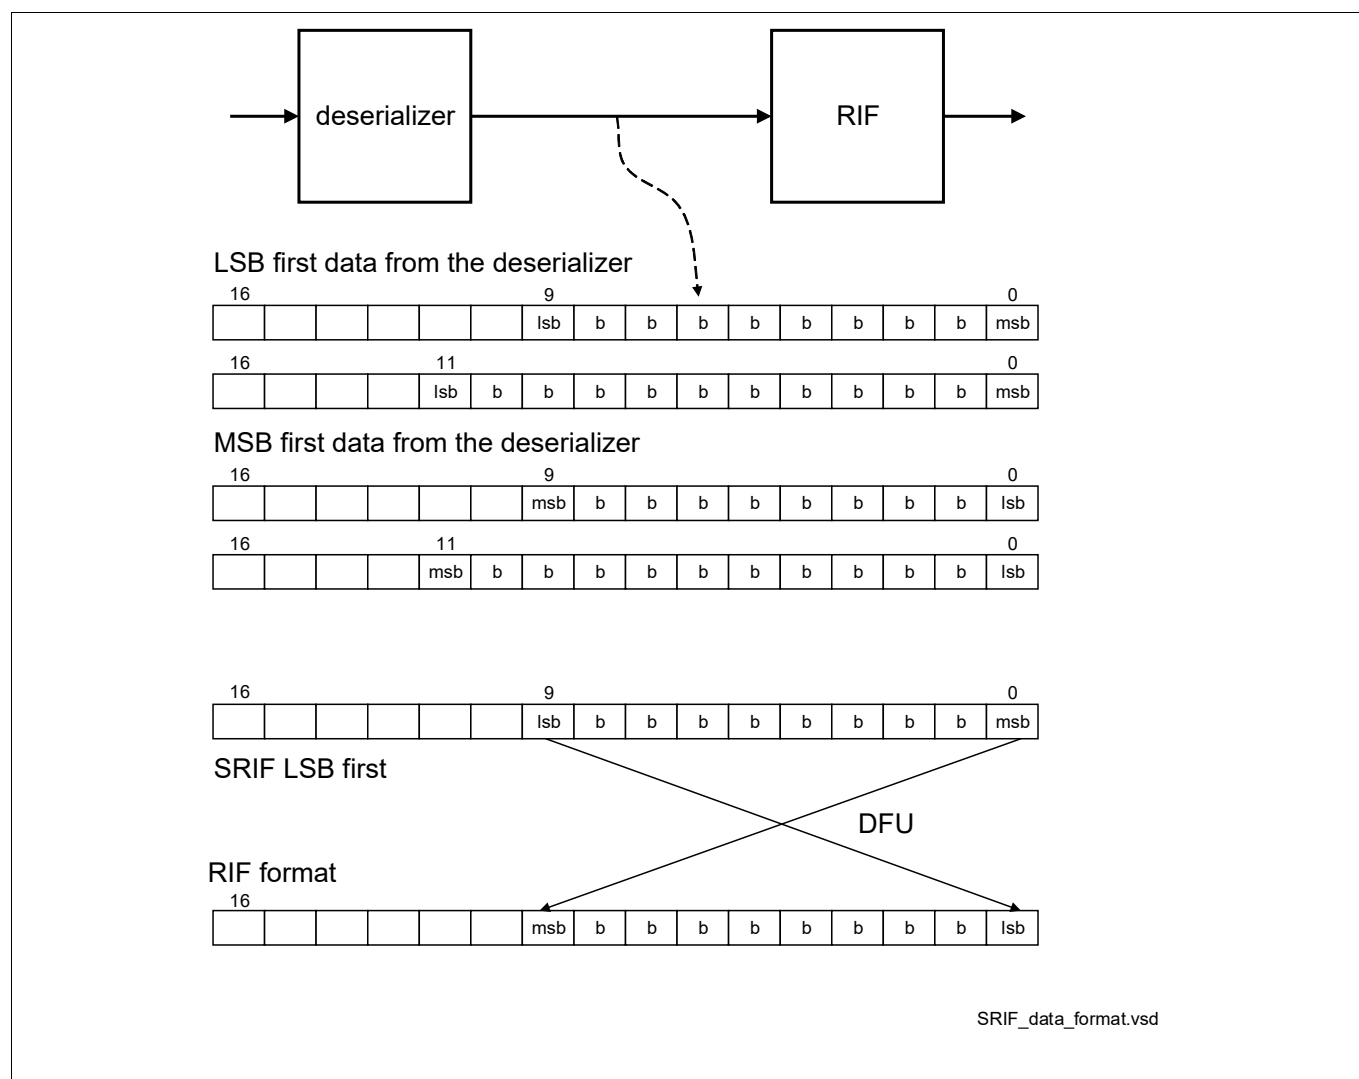 deserializer RIF
LSB first data from the deserializer
16 9 0
lsb b b b b b b b b msb
16 11 0
lsb b b b b b b b b b b msb
MSB first data from the deserializer
16 9 0
msb b b b b b b b b lsb
16 11 0
msb b b b b b b b b b b lsb
16 9 0
lsb b b b b b b b b msb
SRIF LSB first
DFU
RIF format
16
msb b b b b b b b b lsb
SRIF_data_format.vsd